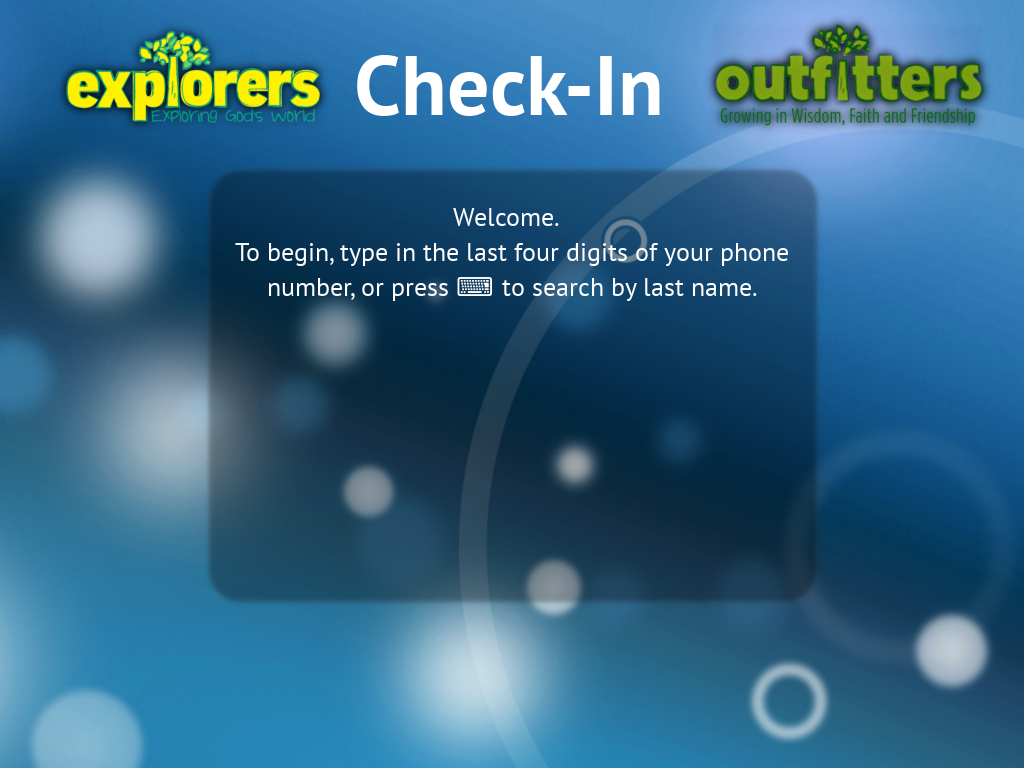 explorers
Exploring God's World
Check-In
outfitters
Growing in Wisdom, Faith and Friendship
Welcome.
To begin, type in the last four digits of your phone
number, or press ⌨ to search by last name.